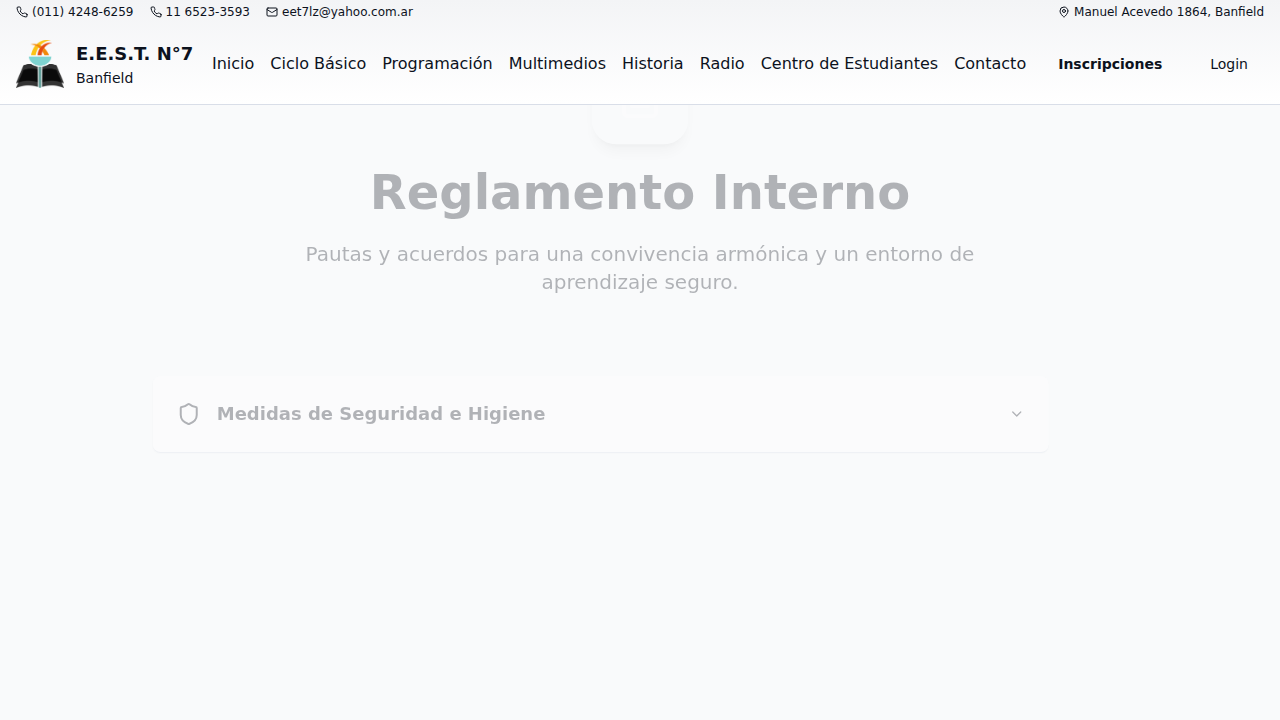 (011) 4248-6259 11 6523-3593 eet7lz@yahoo.com.ar Manuel Acevedo 1864, Banfield
E.E.S.T. N°7
Banfield
Inicio Ciclo Básico Programación Multimedios Historia Radio Centro de Estudiantes Contacto Inscripciones Login
Reglamento Interno
Pautas y acuerdos para una convivencia armónica y un entorno de
aprendizaje seguro.
Medidas de Seguridad e Higiene